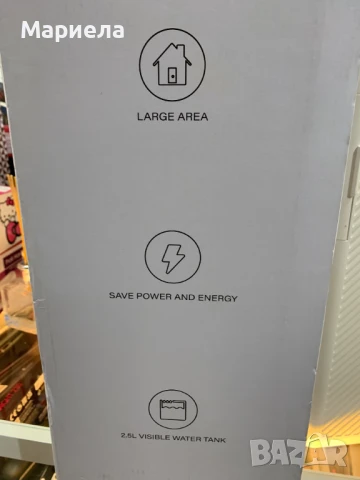 Мариела
LARGE AREA
SAVE POWER AND ENERGY
2.5L VISIBLE WATER TANK
BAZAR